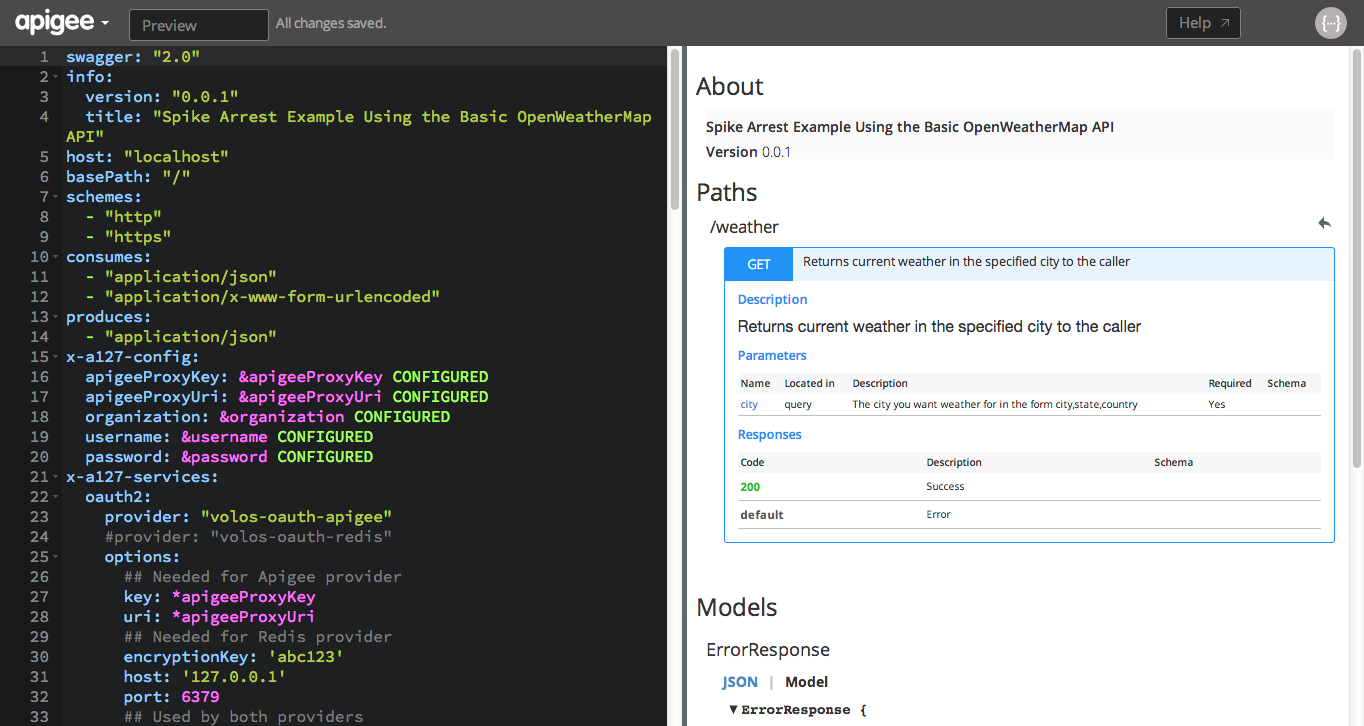 apigee
Preview
All changes saved.
Help ↗
{···}
1 swagger: "2.0"
2 info:
3   version: "0.0.1"
4   title: "Spike Arrest Example Using the Basic OpenWeatherMap
API"
5 host: "localhost"
6 basePath: "/"
7 schemes:
8   - "http"
9   - "https"
10 consumes:
11   - "application/json"
12   - "application/x-www-form-urlencoded"
13 produces:
14   - "application/json"
15 x-a127-config:
16   apigeeProxyKey: &apigeeProxyKey CONFIGURED
17   apigeeProxyUri: &apigeeProxyUri CONFIGURED
18   organization: &organization CONFIGURED
19   username: &username CONFIGURED
20   password: &password CONFIGURED
21 x-a127-services:
22   oauth2:
23     provider: "volos-oauth-apigee"
24     #provider: "volos-oauth-redis"
25     options:
26       ## Needed for Apigee provider
27       key: *apigeeProxyKey
28       uri: *apigeeProxyUri
29       ## Needed for Redis provider
30       encryptionKey: 'abc123'
31       host: '127.0.0.1'
32       port: 6379
33       ## Used by both providers
About
Spike Arrest Example Using the Basic OpenWeatherMap API
Version 0.0.1
Paths
/weather
GET Returns current weather in the specified city to the caller
Description
Returns current weather in the specified city to the caller
Parameters
Name Located in Description Required Schema
city query The city you want weather for in the form city,state,country Yes
Responses
Code Description Schema
200 Success
default Error
Models
ErrorResponse
JSON | Model
▼ErrorResponse {